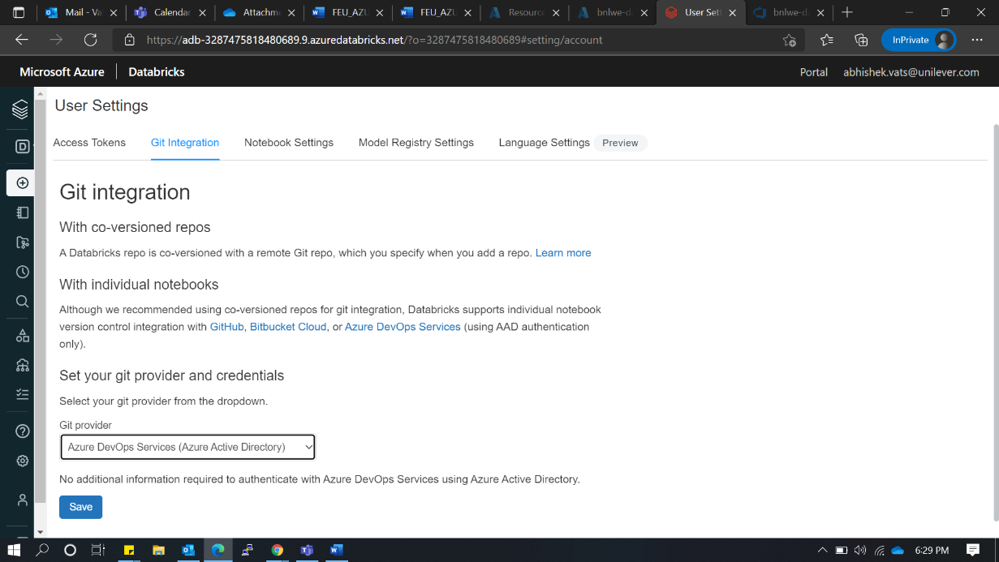 Mail - Va
Calendar
Attachm
FEU_AZU
FEU_AZU
Resource
bnlwe-d
User Sett
bnlwe-d
https://adb-3287475818480689.9.azuredatabricks.net/?o=3287475818480689#setting/account
InPrivate
Microsoft Azure
Databricks
Portal
abhishek.vats@unilever.com
User Settings
Access Tokens
Git Integration
Notebook Settings
Model Registry Settings
Language Settings
Preview
Git integration
With co-versioned repos
A Databricks repo is co-versioned with a remote Git repo, which you specify when you add a repo. Learn more
With individual notebooks
Although we recommended using co-versioned repos for git integration, Databricks supports individual notebook
version control integration with GitHub, Bitbucket Cloud, or Azure DevOps Services (using AAD authentication
only).
Set your git provider and credentials
Select your git provider from the dropdown.
Git provider
Azure DevOps Services (Azure Active Directory)
No additional information required to authenticate with Azure DevOps Services using Azure Active Directory.
Save
6:29 PM